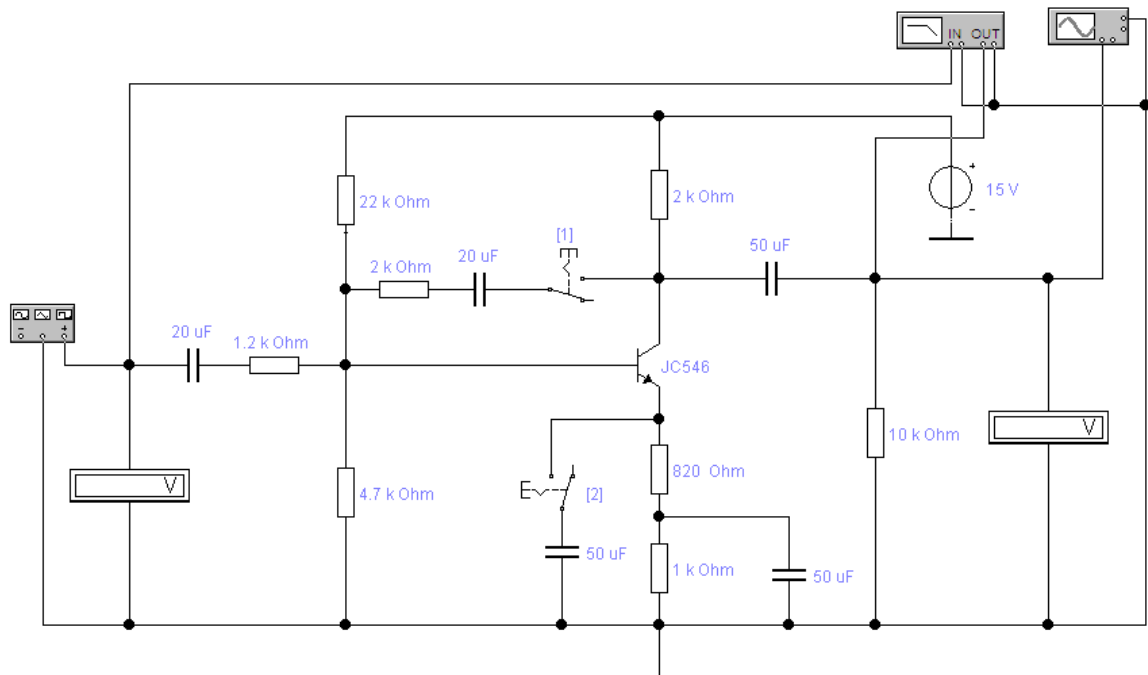 IN OUT
+
15 V
-
22 k Ohm
2 k Ohm
[1]
20 uF
2 k Ohm
50 uF
- +
20 uF
1.2 k Ohm
JC546
V
4.7 k Ohm
[2]
820 Ohm
10 k Ohm
V
50 uF
1 k Ohm
50 uF